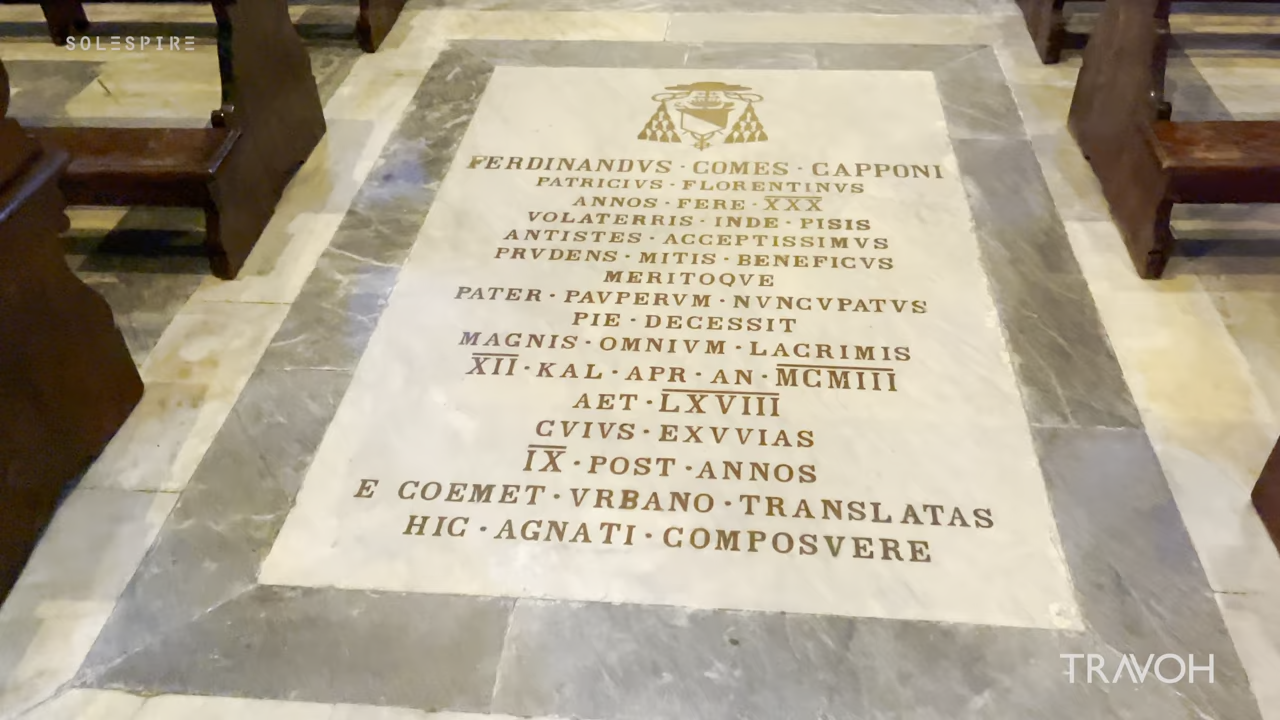 SOLESPIRE
FERDINANDVS · COMES · CAPPONI
PATRICIVS · FLORENTINVS
ANNOS · FERE · XXX
VOLATERRIS · INDE · PISIS
ANTISTES · ACCEPTISSIMVS
PRVDENS · MITIS · BENEFICVS
MERITOQVE
PATER · PAVPERVM · NVNCVPATVS
PIE · DECESSIT
MAGNIS · OMNIVM · LACRIMIS
XII · KAL · APR · AN · MCMIII
AET · LXVIII
CVIVS · EXVVIAS
IX · POST · ANNOS
E COEMET · VRBANO · TRANSLATAS
HIC · AGNATI · COMPOSVERE
TRAVOH